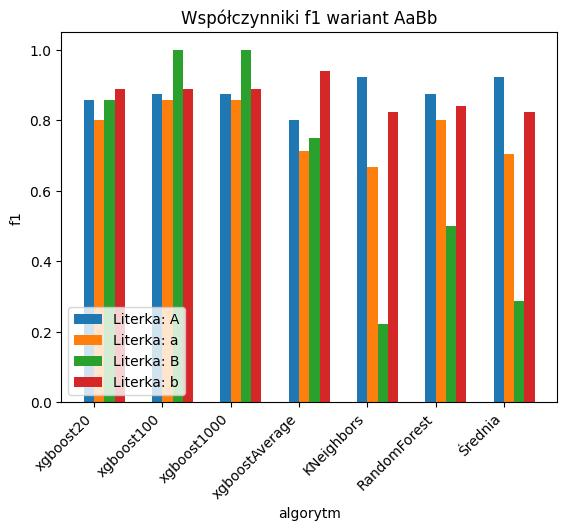 Współczynniki f1 wariant AaBb
f1
1.0
0.8
0.6
0.4
0.2
0.0
Literka: A
Literka: a
Literka: B
Literka: b
xgboost20
xgboost100
xgboost1000
xgboostAverage
KNeighbors
RandomForest
Średnia
algorytm